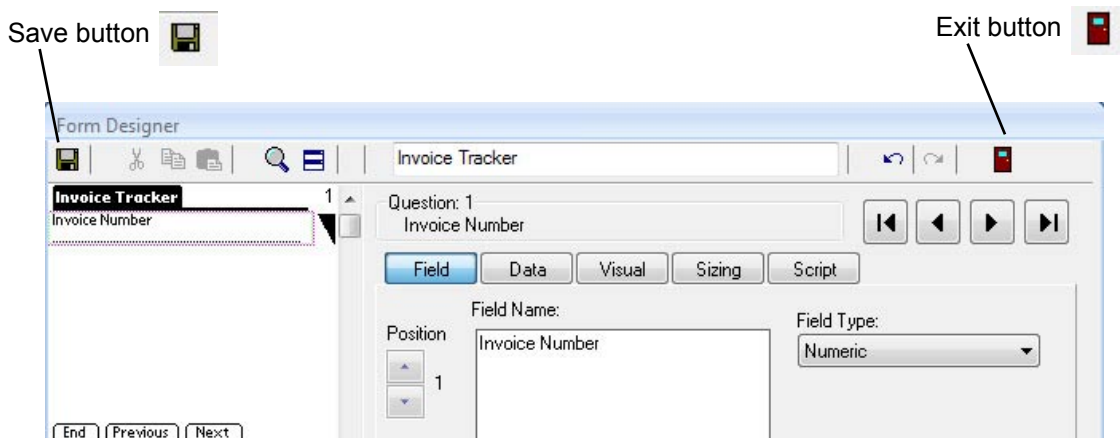 Save button
Exit button
Form Designer
Invoice Tracker
Invoice Tracker 1
Invoice Number
Question: 1
Invoice Number
Field Data Visual Sizing Script
Field Name:
Field Type:
Position
Invoice Number
Numeric
1
End Previous Next